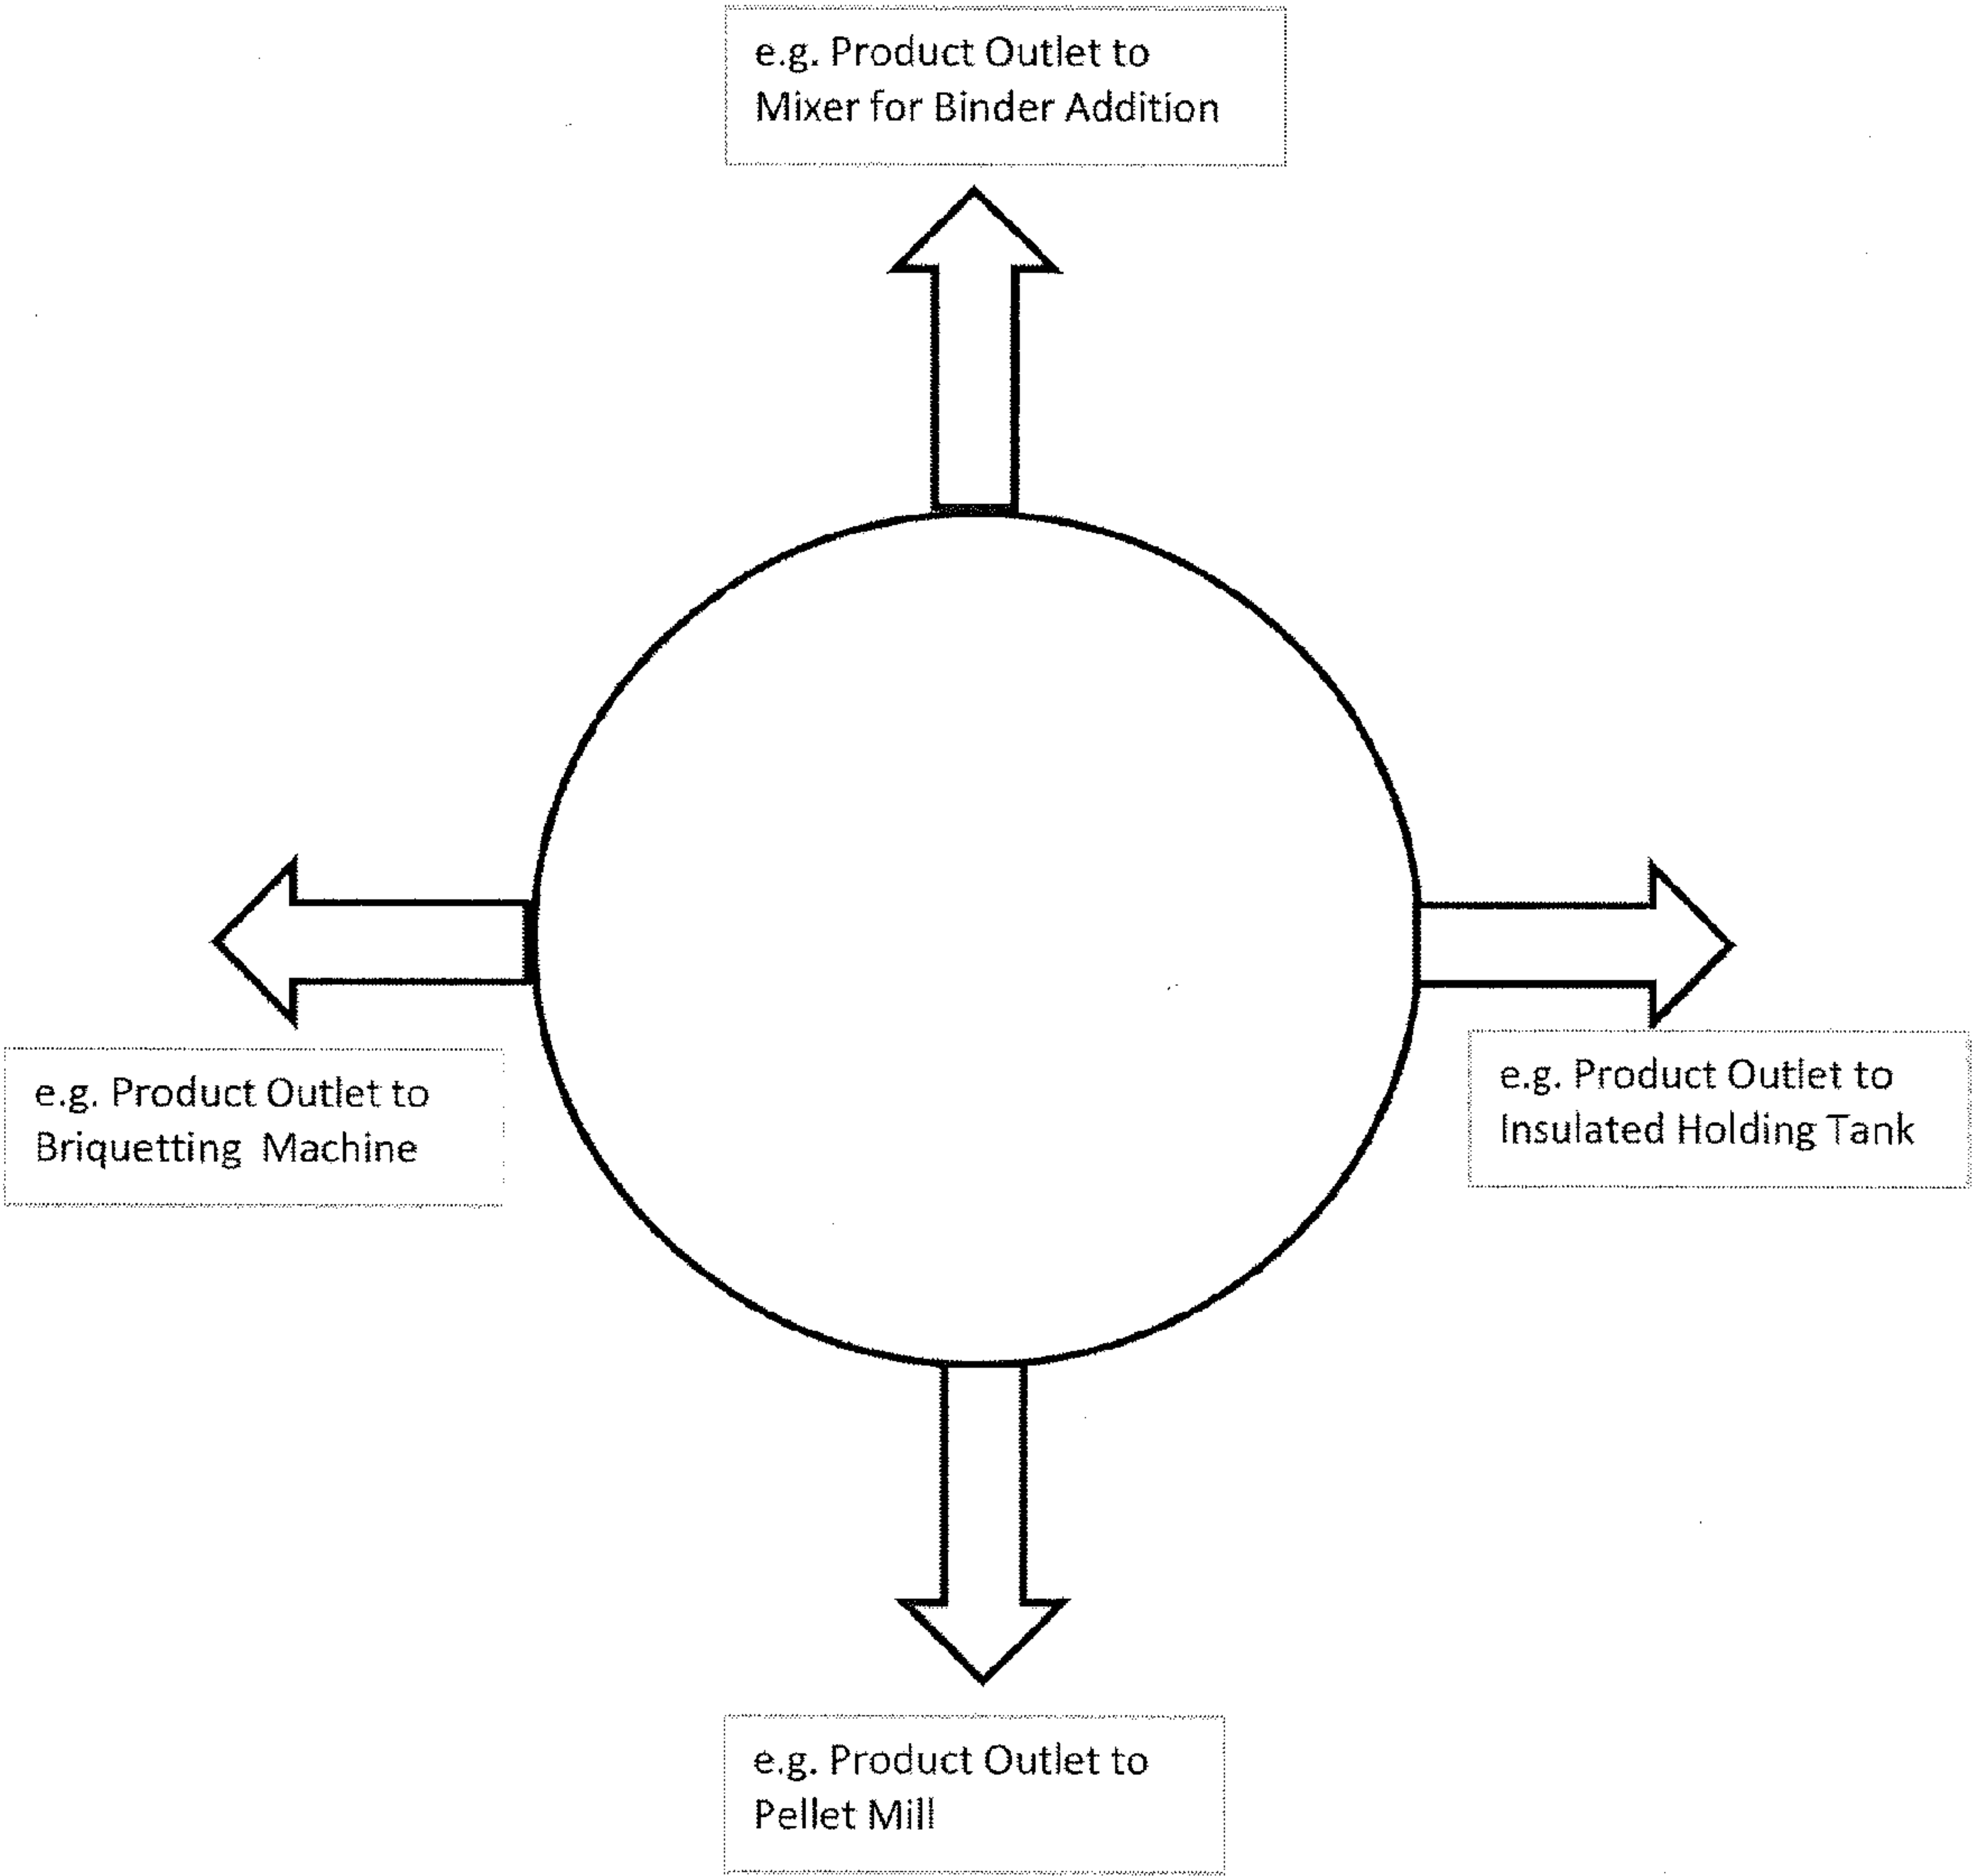 e.g. Product Outlet to
Mixer for Binder Addition
e.g. Product Outlet to
Briquetting Machine
e.g. Product Outlet to
Insulated Holding Tank
e.g. Product Outlet to
Pellet Mill